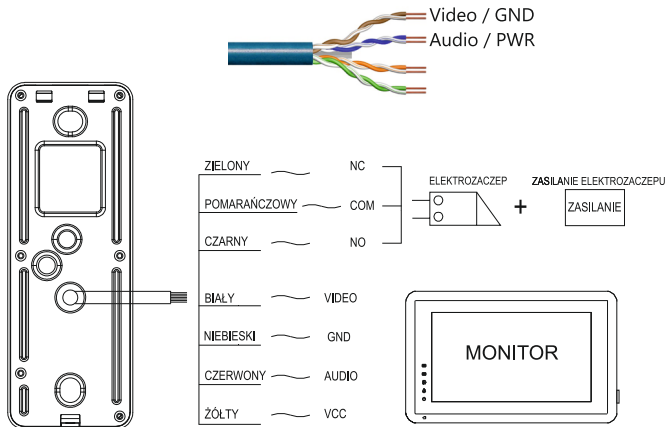 Video / GND
Audio / PWR
ZIELONY NC
POMARAŃCZOWY COM
CZARNY NO
ELEKTROZACZEP
+
ZASILANIE ELEKTROZACZEPU
ZASILANIE
BIAŁY VIDEO
NIEBIESKI GND
CZERWONY AUDIO
ŻÓŁTY VCC
MONITOR